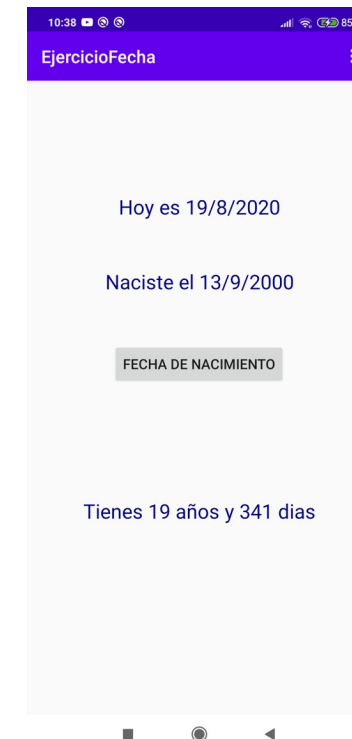 10:38 85
EjercicioFecha
Hoy es 19/8/2020
Naciste el 13/9/2000
FECHA DE NACIMIENTO
Tienes 19 años y 341 dias